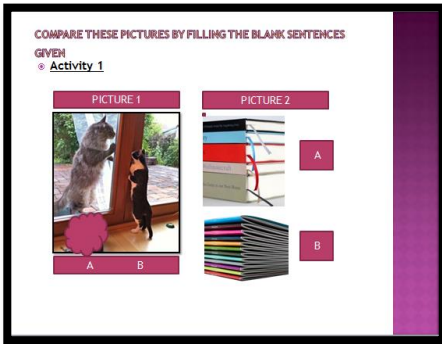 COMPARE THESE PICTURES BY FILLING THE BLANK SENTENCES
GIVEN
Activity 1
PICTURE 1
PICTURE 2
A
B
A B